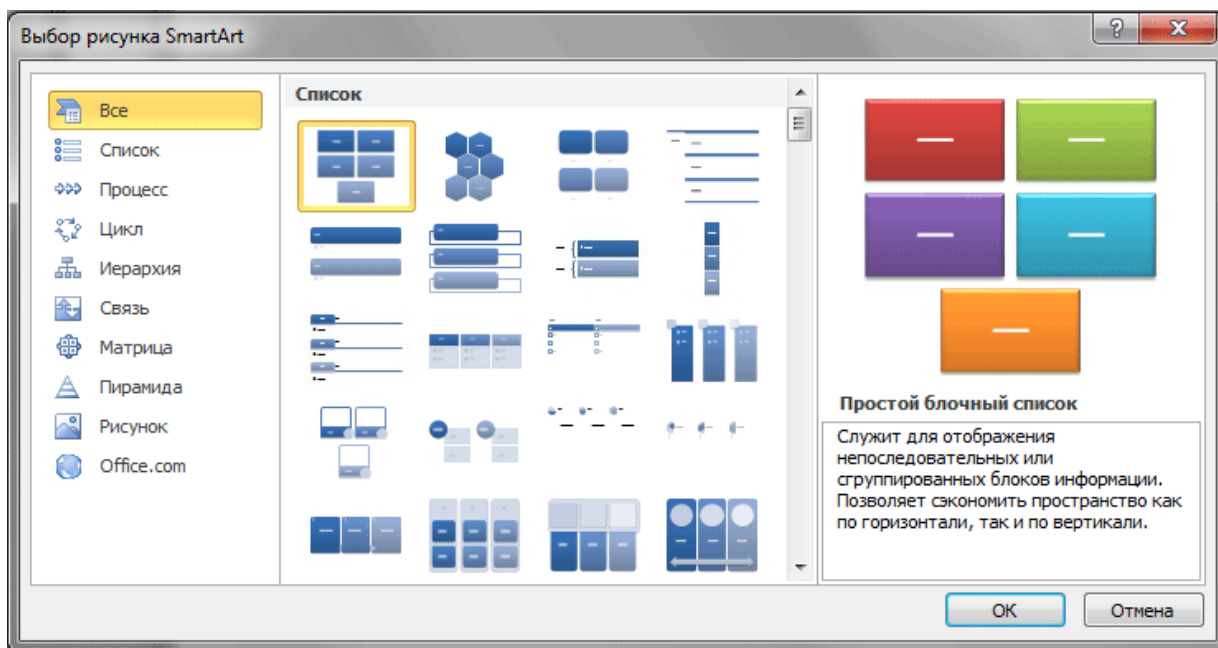 Выбор рисунка SmartArt
Все
Список
Процесс
Цикл
Иерархия
Связь
Матрица
Пирамида
Рисунок
Office.com
Список
Простой блочный список
Служит для отображения
непоследовательных или
сгруппированных блоков информации.
Позволяет сэкономить пространство как
по горизонтали, так и по вертикали.
ОК
Отмена